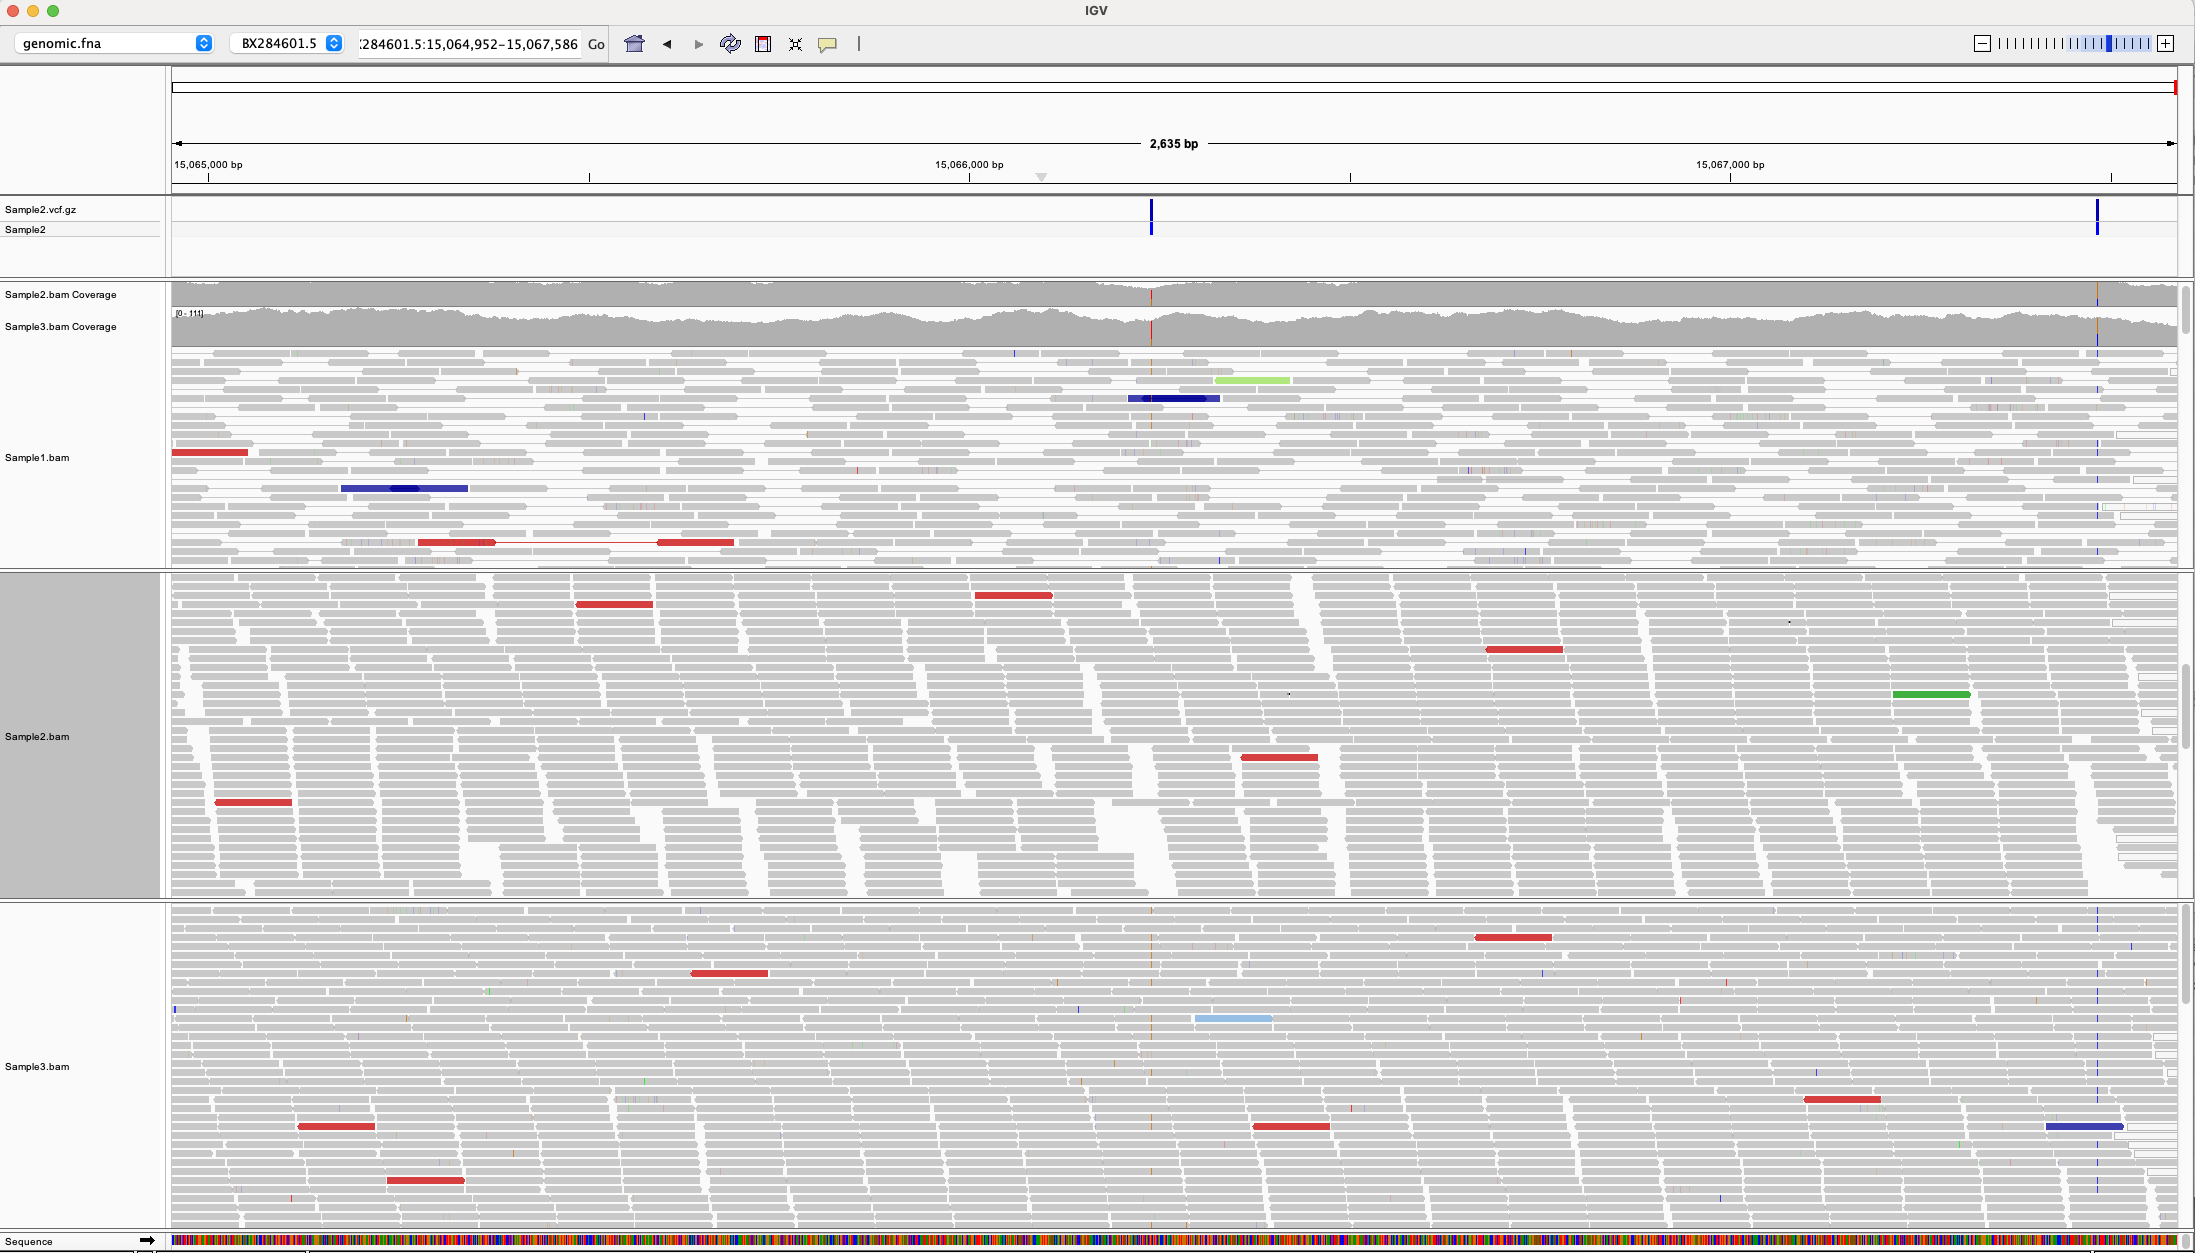 IGV
genomic.fna
BX284601.5
:284601.5:15,064,952-15,067,586
Go
2,635 bp
15,065,000 bp
15,066,000 bp
15,067,000 bp
Sample2.vcf.gz
Sample2
Sample2.bam Coverage
[0 - 111]
Sample3.bam Coverage
Sample1.bam
Sample2.bam
Sample3.bam
Sequence